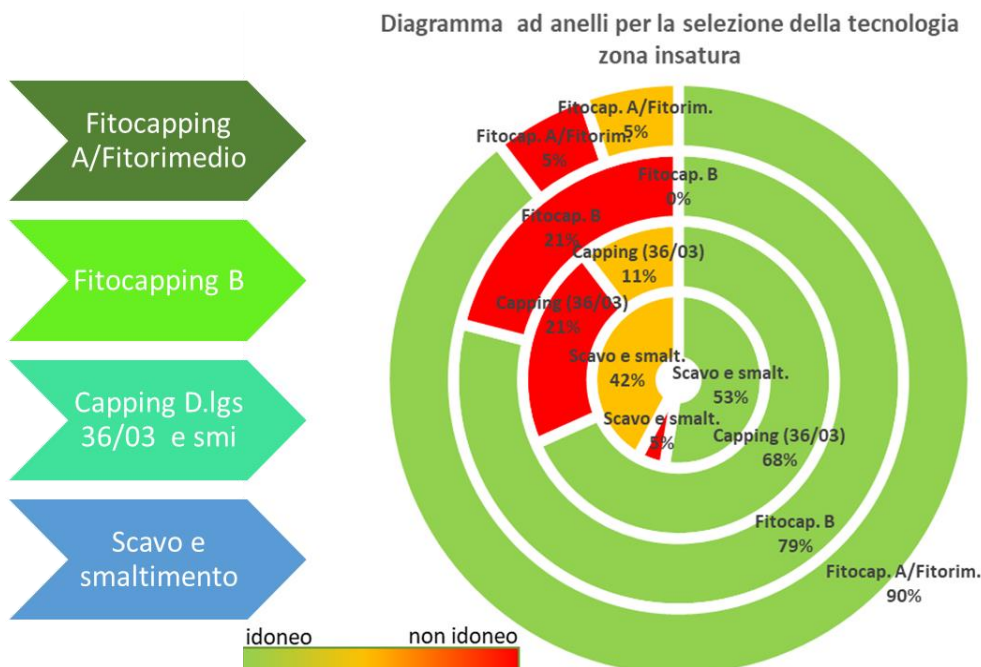 Diagramma ad anelli per la selezione della tecnologia
zona insatura
Fitocapping
A/Fitorimedio
Fitocapping B
Capping D.lgs
36/03 e smi
Scavo e
smaltimento
Fitocap. A/Fitorim.
5%
Fitocap. A/Fitorim.
5%
Fitocap. B
0%
Fitocap. B
21%
Capping (36/03)
11%
Capping (36/03)
21%
Scavo e smalt.
42%
Scavo e smalt.
53%
Scavo e smalt.
5%
Capping (36/03)
68%
Fitocap. B
79%
Fitocap. A/Fitorim.
90%
idoneo
non idoneo